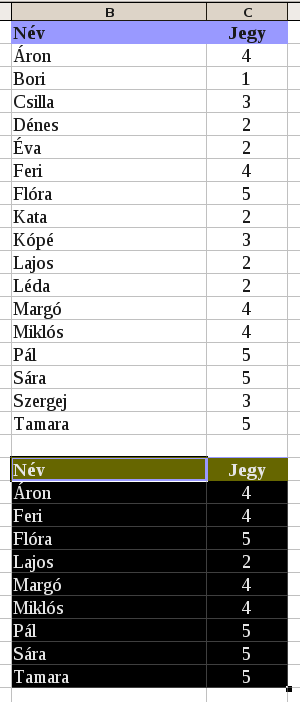 B C
Név Jegy
Áron 4
Bori 1
Csilla 3
Dénes 2
Éva 2
Feri 4
Flóra 5
Kata 2
Kópé 3
Lajos 2
Léda 2
Margó 4
Miklós 4
Pál 5
Sára 5
Szergej 3
Tamara 5
Név Jegy
Áron 4
Feri 4
Flóra 5
Lajos 2
Margó 4
Miklós 4
Pál 5
Sára 5
Tamara 5